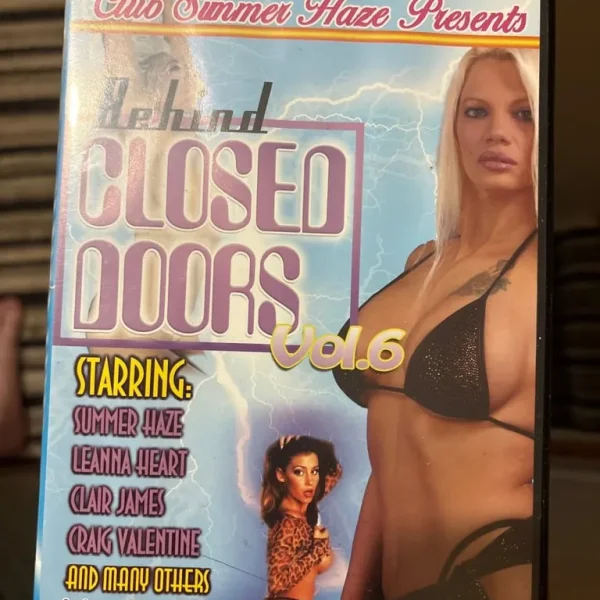 Club Summer Haze Presents
Behind
CLOSED
DOORS
Vol.6
STARRING:
SUMMER HAZE
LEANNA HEART
CLAIR JAMES
CRAIG VALENTINE
AND MANY OTHERS